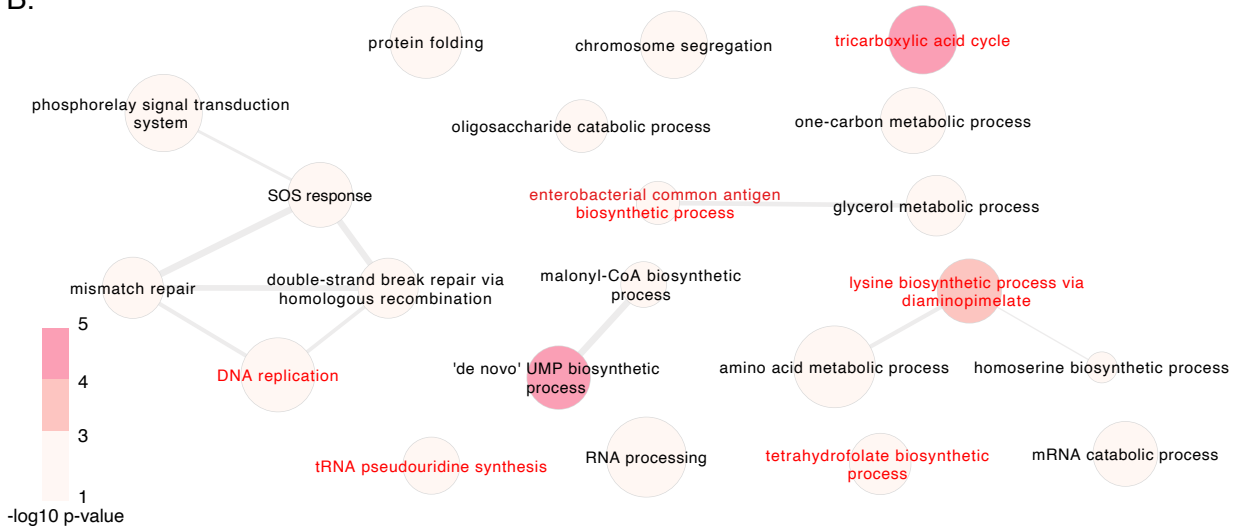 B.
protein folding
chromosome segregation
tricarboxylic acid cycle
phosphorelay signal transduction
system
oligosaccharide catabolic process
one-carbon metabolic process
SOS response
enterobacterial common antigen
biosynthetic process
glycerol metabolic process
mismatch repair
double-strand break repair via
homologous recombination
malonyl-CoA biosynthetic
process
lysine biosynthetic process via
diaminopimelate
DNA replication
'de novo' UMP biosynthetic
process
amino acid metabolic process
homoserine biosynthetic process
tRNA pseudouridine synthesis
RNA processing
tetrahydrofolate biosynthetic
process
mRNA catabolic process
5
4
3
1
-log10 p-value